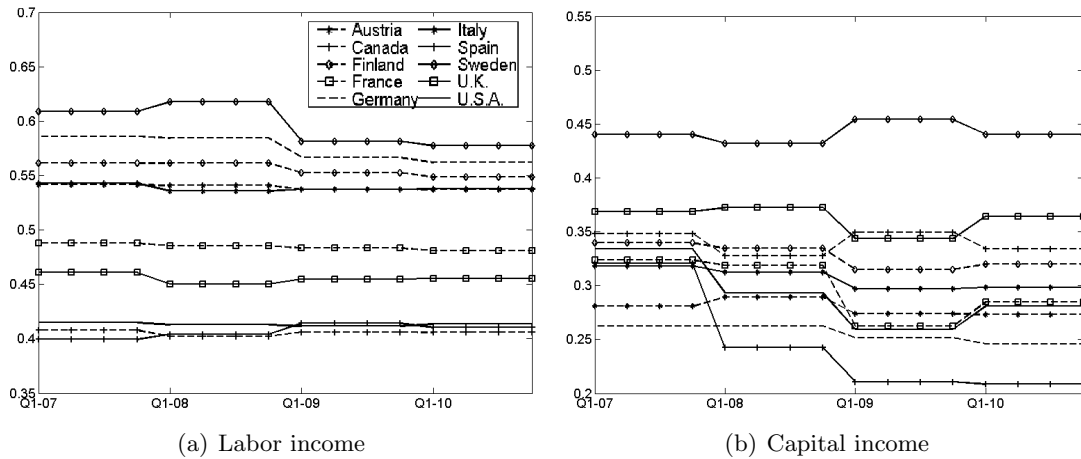 0.7
0.65
0.6
0.55
0.5
0.45
0.4
0.35
Q1-07 Q1-08 Q1-09 Q1-10
Austria Italy
Canada Spain
Finland Sweden
France U.K.
Germany U.S.A.
(a) Labor income
0.55
0.5
0.45
0.4
0.35
0.3
0.25
0.2
Q1-07 Q1-08 Q1-09 Q1-10
(b) Capital income